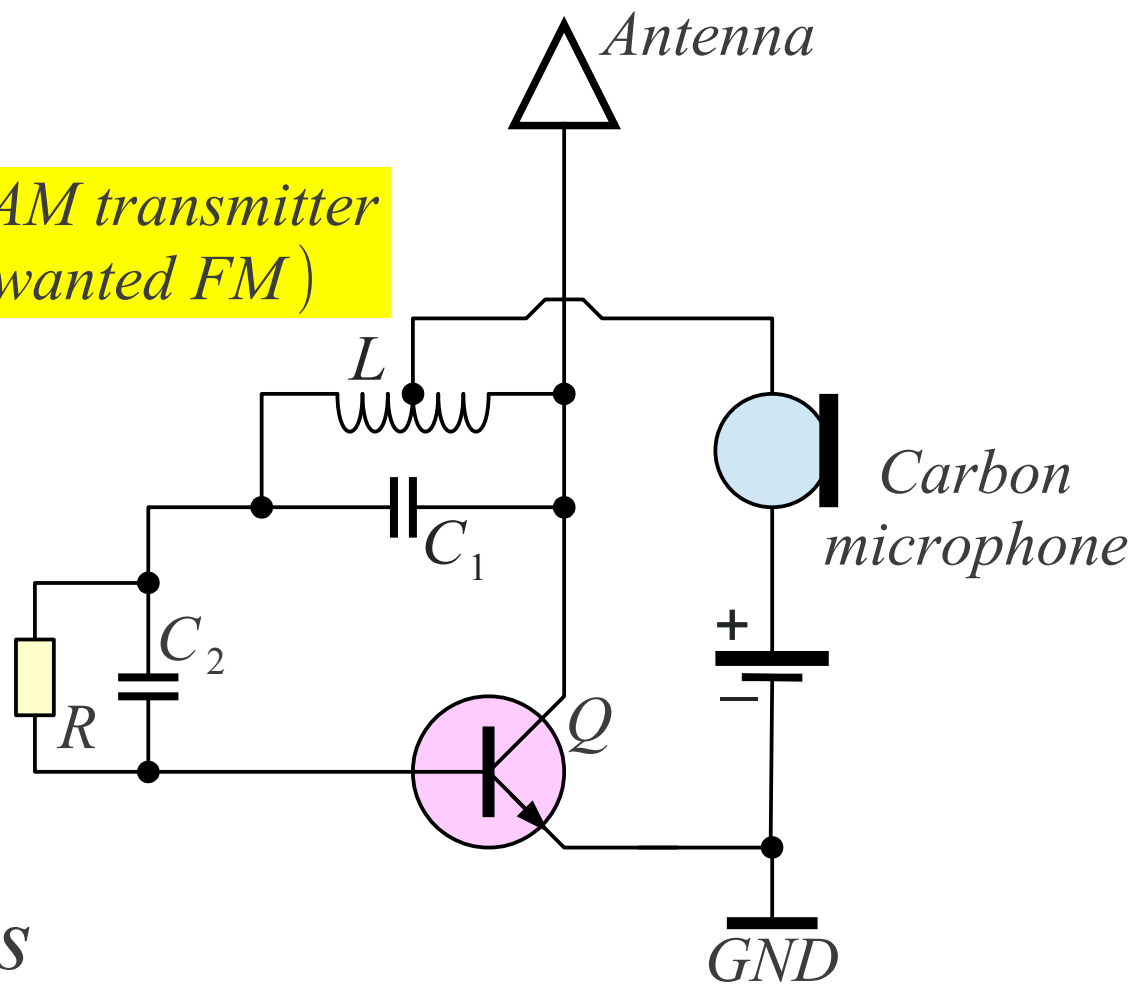 Antenna
AM transmitter
wanted FM )
L
C1
Carbon
microphone
+
C2
−
R
Q
s
GND